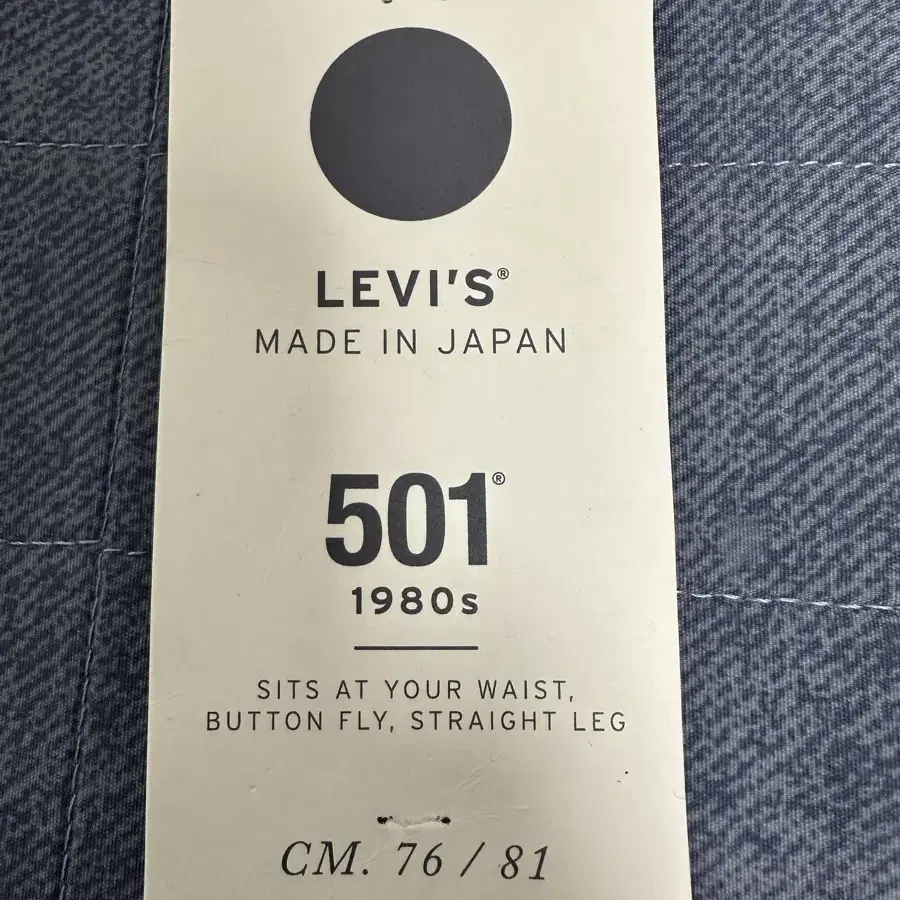 LEVI'S®
MADE IN JAPAN
501®
1980s
SITS AT YOUR WAIST,
BUTTON FLY, STRAIGHT LEG
CM. 76 / 81